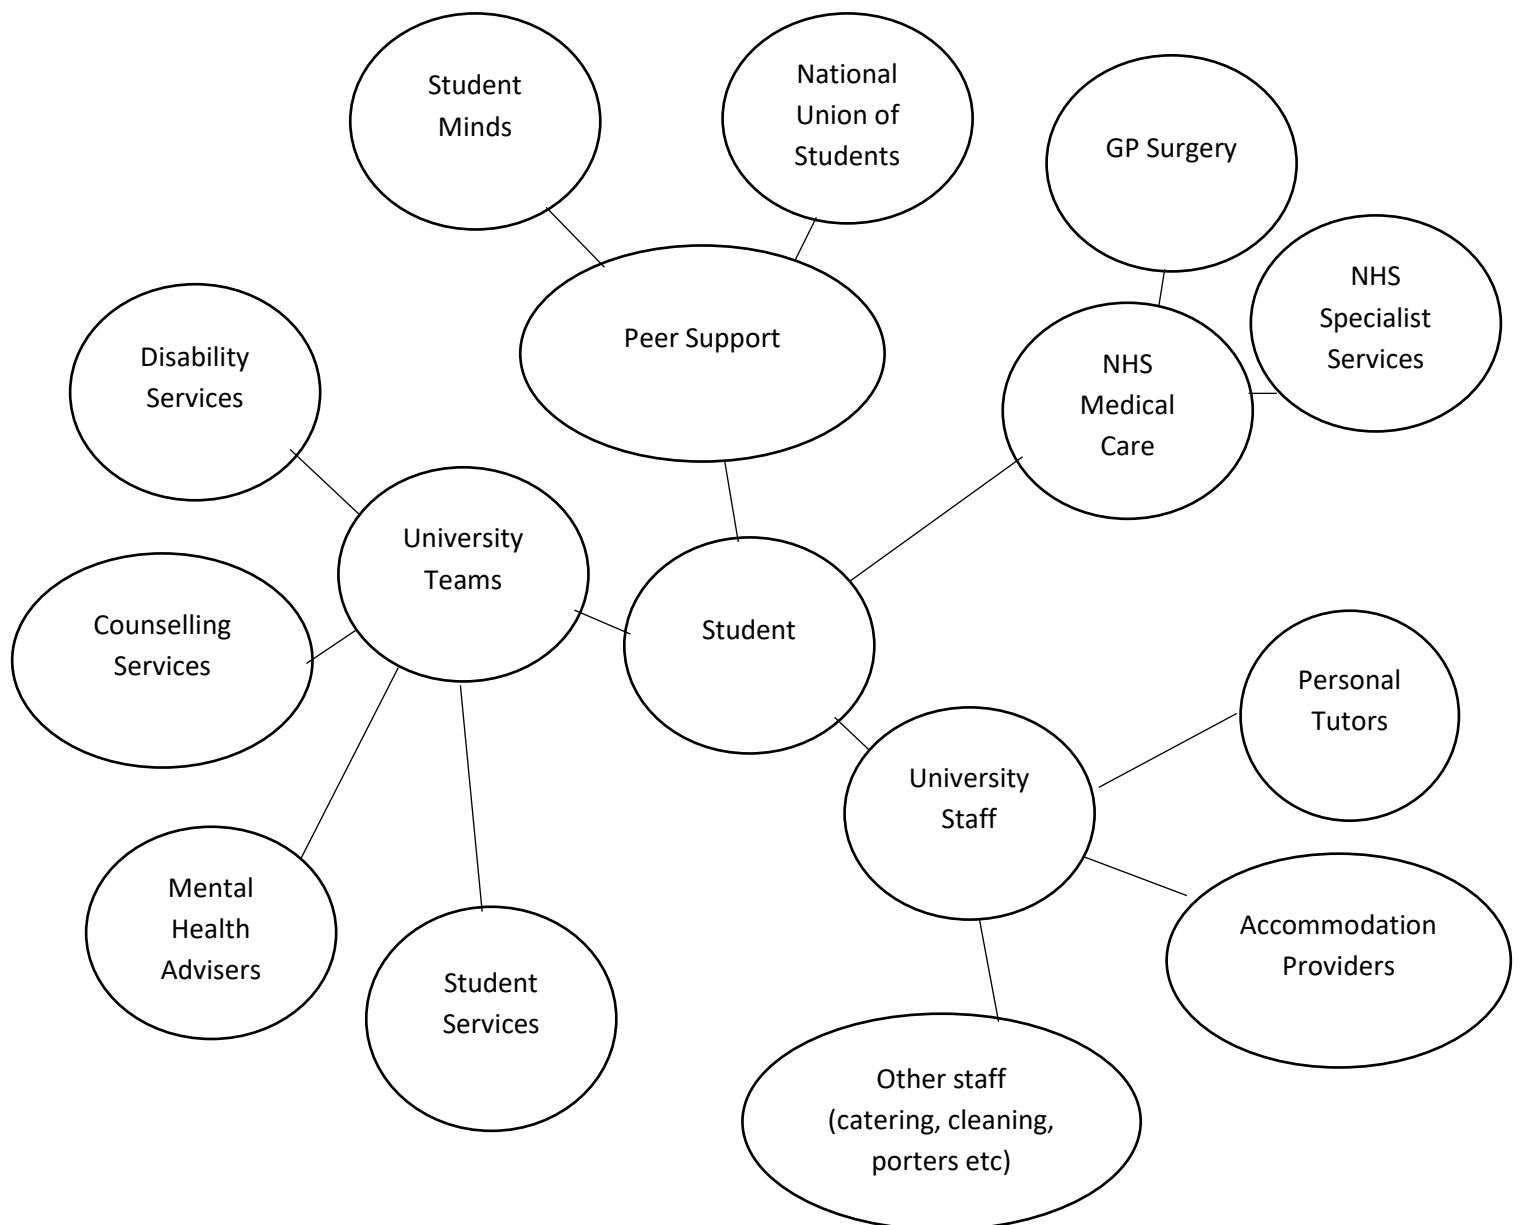 Student
Minds
National
Union of
Students
GP Surgery
NHS
Specialist
Services
Peer Support
Disability
Services
NHS
Medical
Care
University
Teams
Counselling
Services
Student
Personal
Tutors
University
Staff
Mental
Health
Advisers
Accommodation
Providers
Student
Services
Other staff
(catering, cleaning,
porters etc)